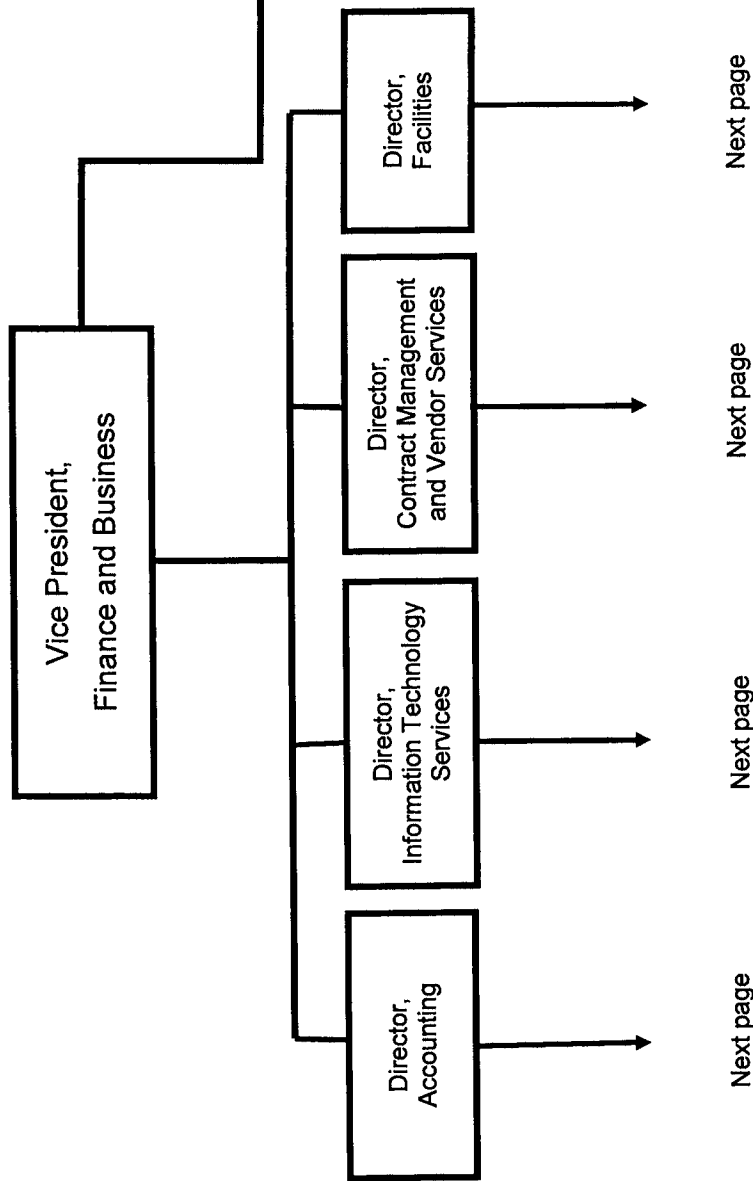 Vice President,
Finance and Business
Director,
Accounting
Director,
Information Technology
Services
Director,
Contract Management
and Vendor Services
Director,
Facilities
Next page
Next page
Next page
Next page